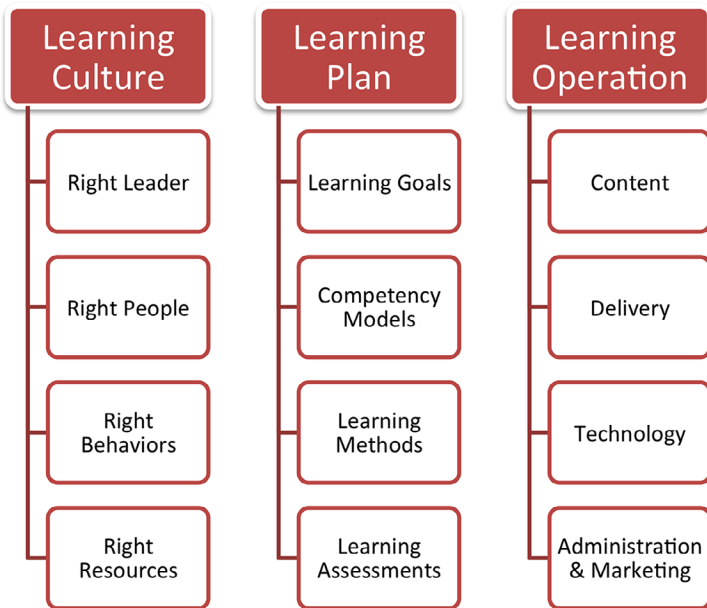 Learning
Culture
Right Leader
Right People
Right
Behaviors
Right
Resources
Learning
Plan
Learning Goals
Competency
Models
Learning
Methods
Learning
Assessments
Learning
Operation
Content
Delivery
Technology
Administration
& Marketing